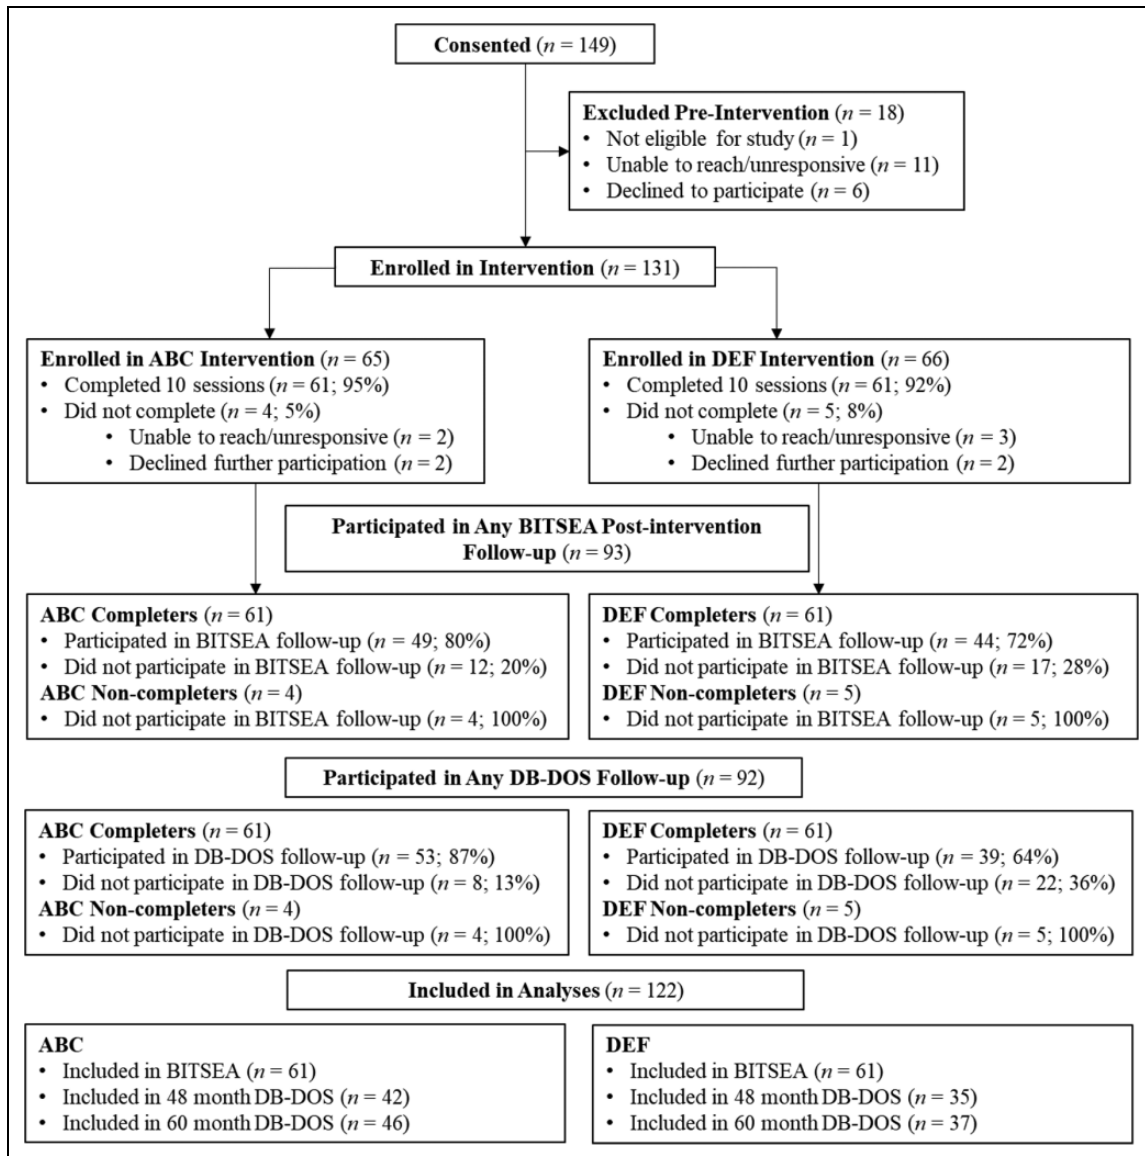 Consented (n = 149)
Excluded Pre-Intervention (n = 18)
• Not eligible for study (n = 1)
• Unable to reach/unresponsive (n = 11)
• Declined to participate (n = 6)
Enrolled in Intervention (n = 131)
Enrolled in ABC Intervention (n = 65)
• Completed 10 sessions (n = 61; 95%)
• Did not complete (n = 4; 5%)
• Unable to reach/unresponsive (n = 2)
• Declined further participation (n = 2)
Enrolled in DEF Intervention (n = 66)
• Completed 10 sessions (n = 61; 92%)
• Did not complete (n = 5; 8%)
• Unable to reach/unresponsive (n = 3)
• Declined further participation (n = 2)
Participated in Any BITSEA Post-intervention
Follow-up (n = 93)
ABC Completers (n = 61)
• Participated in BITSEA follow-up (n = 49; 80%)
• Did not participate in BITSEA follow-up (n = 12; 20%)
ABC Non-completers (n = 4)
• Did not participate in BITSEA follow-up (n = 4; 100%)
DEF Completers (n = 61)
• Participated in BITSEA follow-up (n = 44; 72%)
• Did not participate in BITSEA follow-up (n = 17; 28%)
DEF Non-completers (n = 5)
• Did not participate in BITSEA follow-up (n = 5; 100%)
Participated in Any DB-DOS Follow-up (n = 92)
ABC Completers (n = 61)
• Participated in DB-DOS follow-up (n = 53; 87%)
• Did not participate in DB-DOS follow-up (n = 8; 13%)
ABC Non-completers (n = 4)
• Did not participate in DB-DOS follow-up (n = 4; 100%)
DEF Completers (n = 61)
• Participated in DB-DOS follow-up (n = 39; 64%)
• Did not participate in DB-DOS follow-up (n = 22; 36%)
DEF Non-completers (n = 5)
• Did not participate in DB-DOS follow-up (n = 5; 100%)
Included in Analyses (n = 122)
ABC
• Included in BITSEA (n = 61)
• Included in 48 month DB-DOS (n = 42)
• Included in 60 month DB-DOS (n = 46)
DEF
• Included in BITSEA (n = 61)
• Included in 48 month DB-DOS (n = 35)
• Included in 60 month DB-DOS (n = 37)